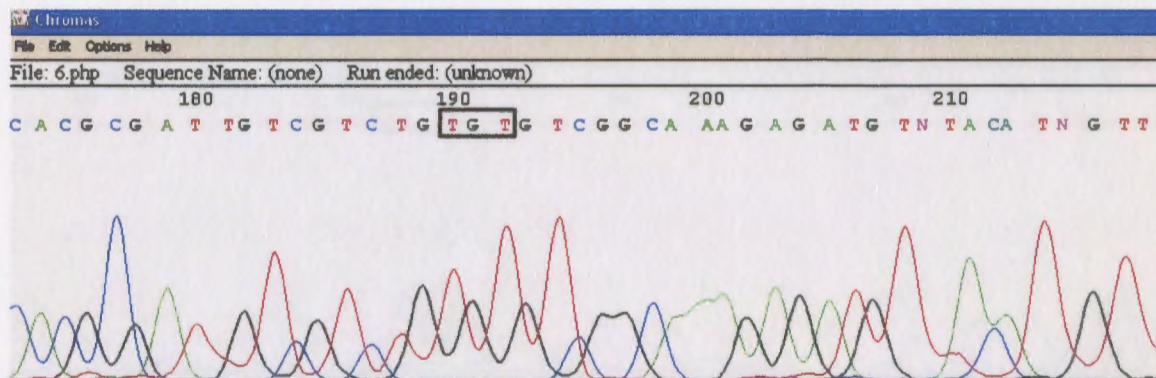 Chromas
File Edit Options Help
File: 6.php Sequence Name: (none) Run ended: (unknown)
180 190 200 210
C A C G C G A T T G T C G T C T G T G T G T C G G C A A A G A G A T G T N T A C A T N G T T